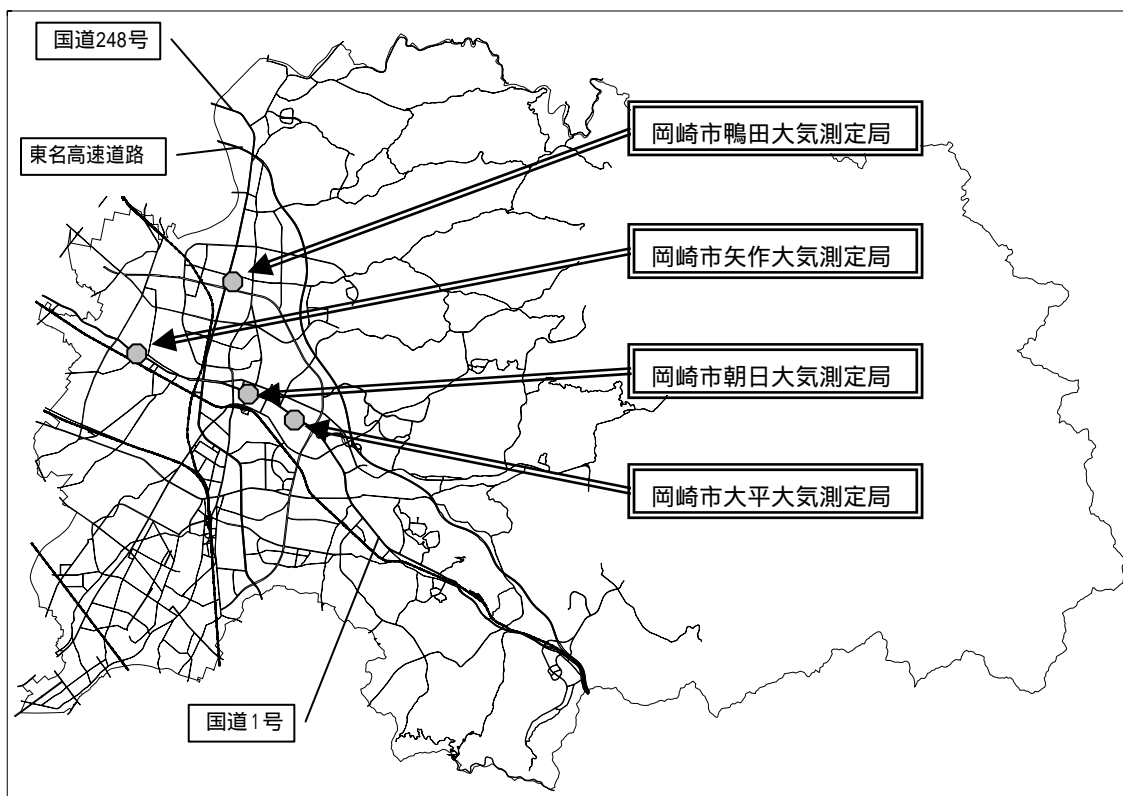 国道248号
岡崎市鴨田大気測定局
東名高速道路
岡崎市矢作大気測定局
岡崎市朝日大気測定局
岡崎市大平大気測定局
国道1号